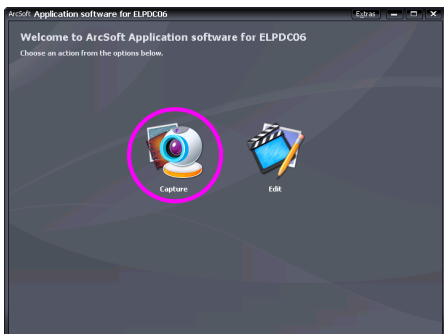 ArcSoft Application software for ELPDC06
Extras
Welcome to ArcSoft Application software for ELPDC06
Choose an action from the options below.
Capture
Edit